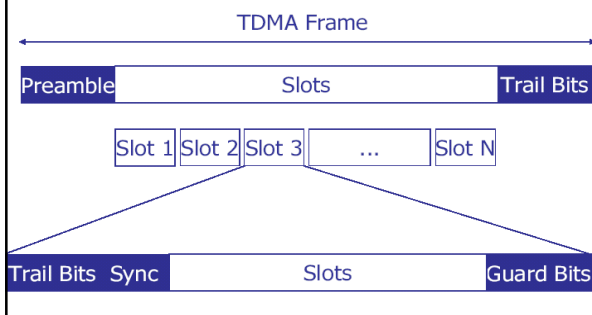 TDMA Frame
Preamble Slots Trail Bits
Slot 1 Slot 2 Slot 3 ... Slot N
Trail Bits Sync Slots Guard Bits